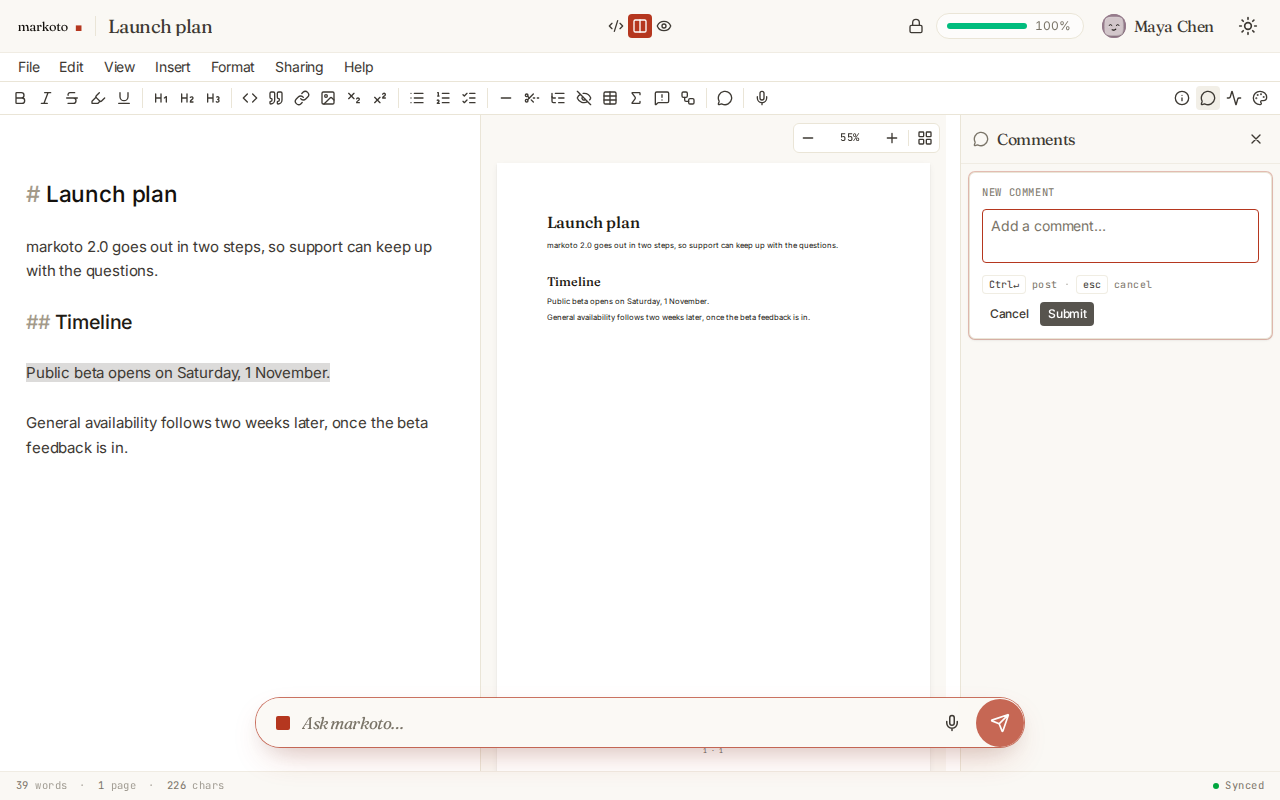 markoto
Launch plan
100%
Maya Chen
File Edit View Insert Format Sharing Help
H1 H2 H3
X2 X2
55%
# Launch plan
markoto 2.0 goes out in two steps, so support can keep up
with the questions.
## Timeline
Public beta opens on Saturday, 1 November.
General availability follows two weeks later, once the beta
feedback is in.
Launch plan
markoto 2.0 goes out in two steps, so support can keep up with the questions.
Timeline
Public beta opens on Saturday, 1 November.
General availability follows two weeks later, once the beta feedback is in.
1 · 1
Comments
NEW COMMENT
Add a comment...
Ctrl↵ post · esc cancel
Cancel Submit
Ask markoto...
39 words · 1 page · 226 chars
Synced